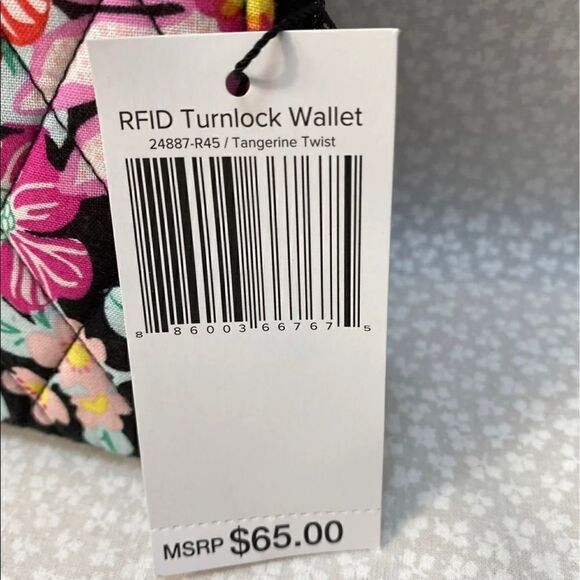 RFID Turnlock Wallet
24887-R45 / Tangerine Twist
8 86003 66767 5
MSRP $65.00